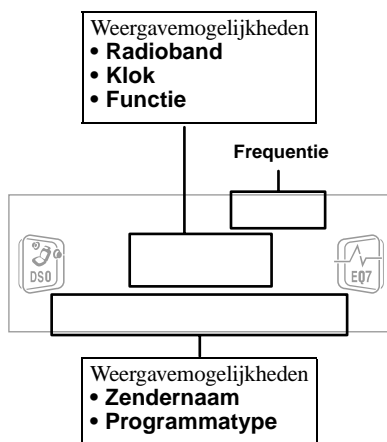 Weergavemogelijkheden
• Radioband
• Klok
• Functie
Frequentie
DSO
EQ7
Weergavemogelijkheden
• Zendernaam
• Programmatype